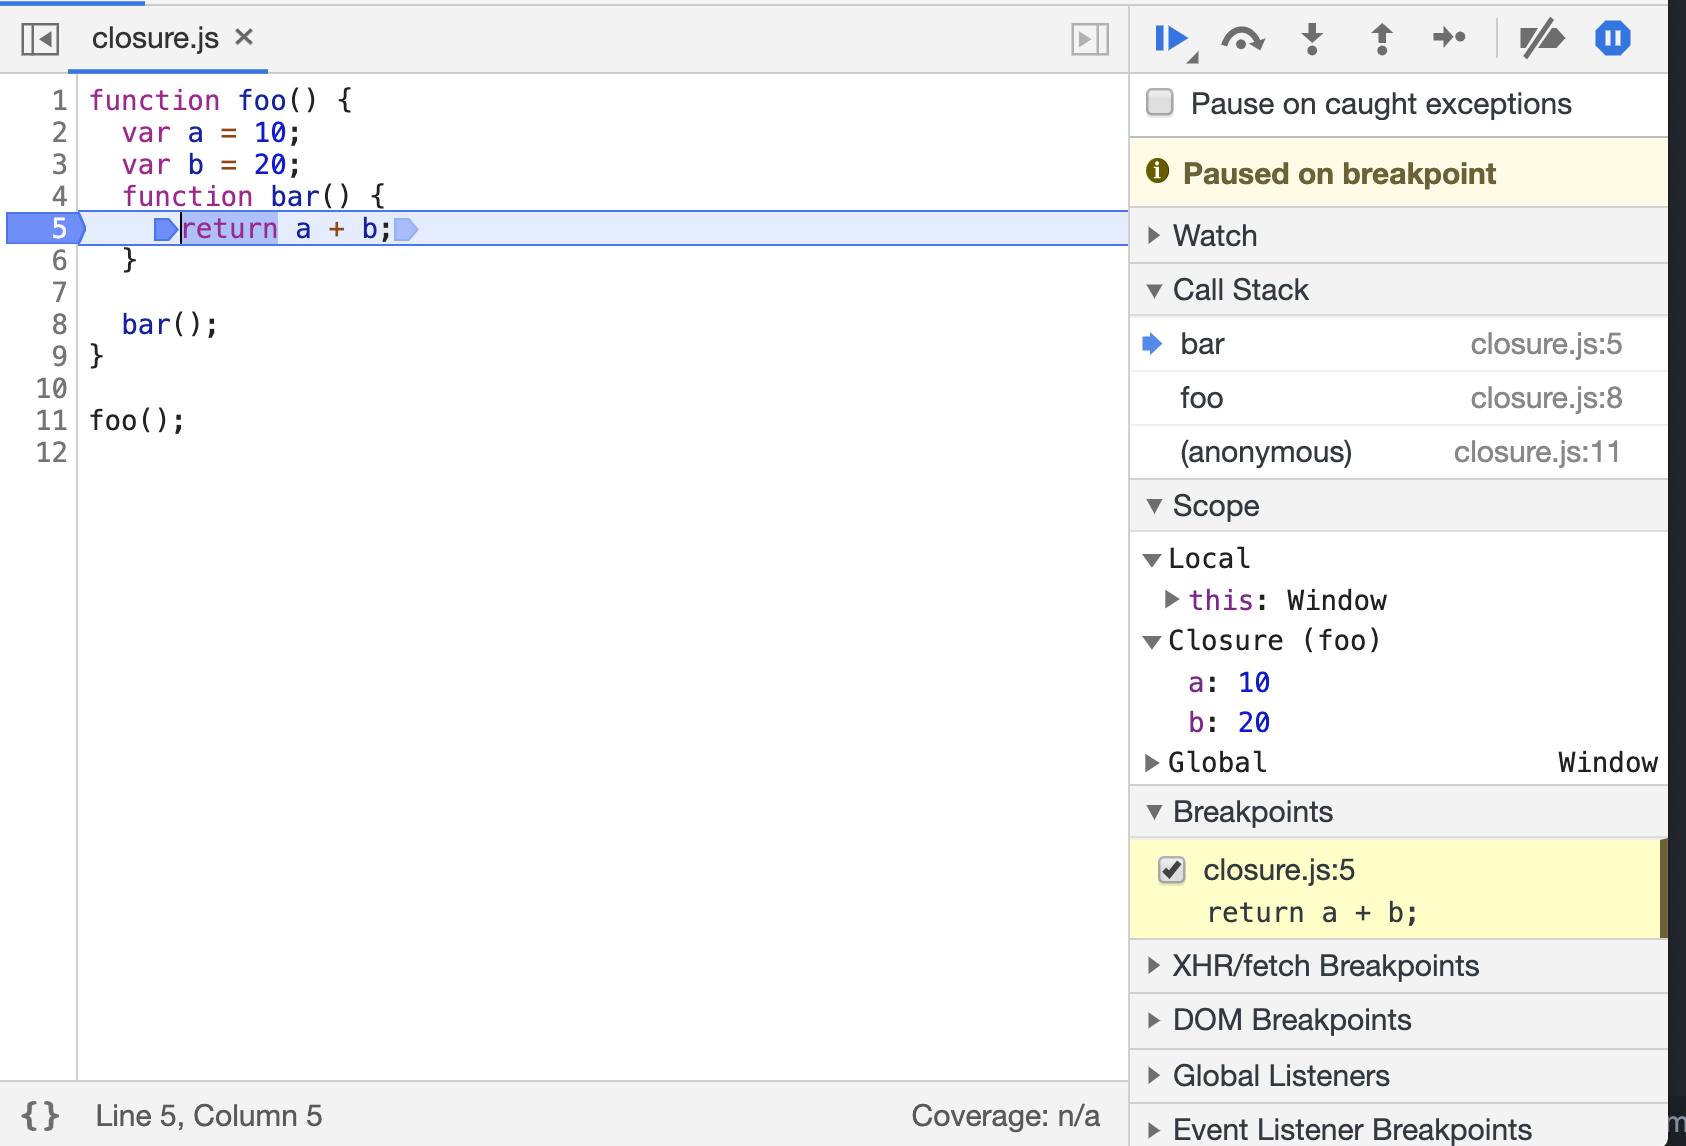 closure.js ×
1 function foo() {
2 var a = 10;
3 var b = 20;
4 function bar() {
5 return a + b;
6 }
7
8 bar();
9 }
10
11 foo();
12
{} Line 5, Column 5
Coverage: n/a
Pause on caught exceptions
Paused on breakpoint
Watch
Call Stack
bar closure.js:5
foo closure.js:8
(anonymous) closure.js:11
Scope
Local
this: Window
Closure (foo)
a: 10
b: 20
Global Window
Breakpoints
closure.js:5
return a + b;
XHR/fetch Breakpoints
DOM Breakpoints
Global Listeners
Event Listener Breakpoints